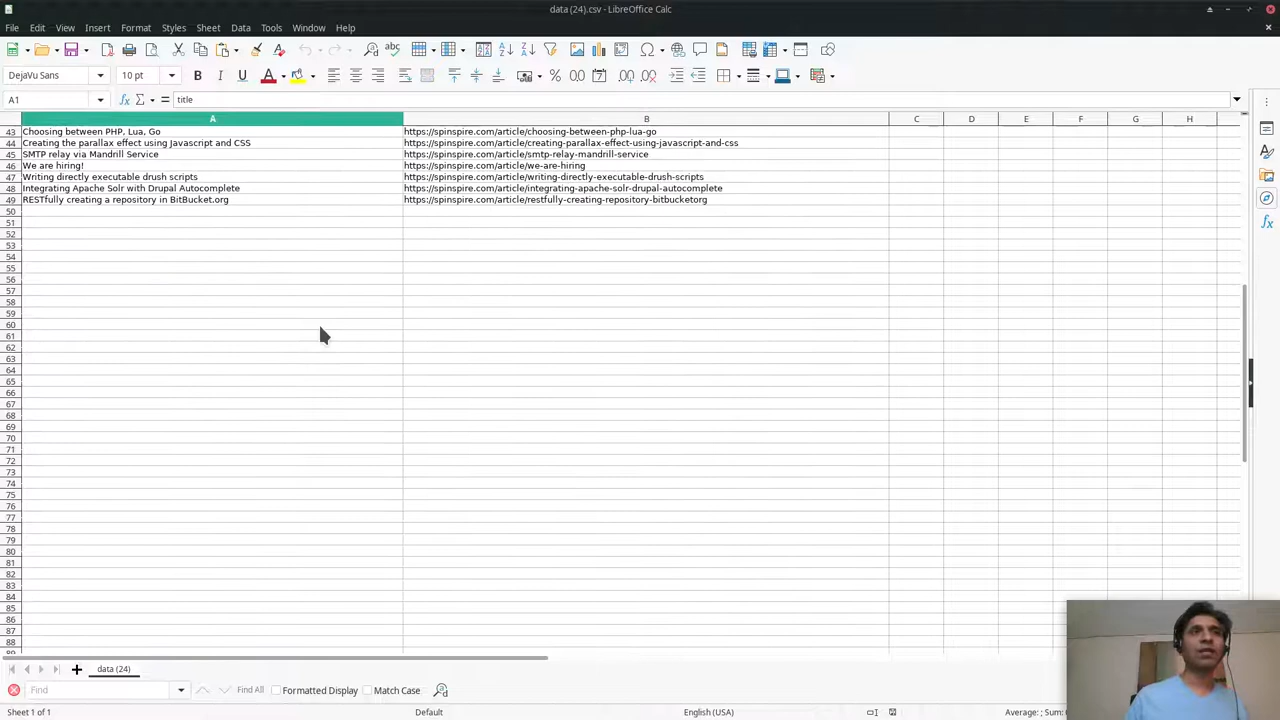 data (24).csv - LibreOffice Calc
File Edit View Insert Format Styles Sheet Data Tools Window Help
DejaVu Sans 10 pt
A1 title
A B C D E F G H
43 Choosing between PHP, Lua, Go https://spinspire.com/article/choosing-between-php-lua-go
44 Creating the parallax effect using Javascript and CSS https://spinspire.com/article/creating-parallax-effect-using-javascript-and-css
45 SMTP relay via Mandrill Service https://spinspire.com/article/smtp-relay-mandrill-service
46 We are hiring! https://spinspire.com/article/we-are-hiring
47 Writing directly executable drush scripts https://spinspire.com/article/writing-directly-executable-drush-scripts
48 Integrating Apache Solr with Drupal Autocomplete https://spinspire.com/article/integrating-apache-solr-drupal-autocomplete
49 RESTfully creating a repository in BitBucket.org https://spinspire.com/article/restfully-creating-repository-bitbucketorg
50
51
52
53
54
55
56
57
58
59
60
61
62
63
64
65
66
67
68
69
70
71
72
73
74
75
76
77
78
79
80
81
82
83
84
85
86
87
88
data (24)
Find Find All Formatted Display Match Case
Sheet 1 of 1 Default English (USA) Average: ; Sum: